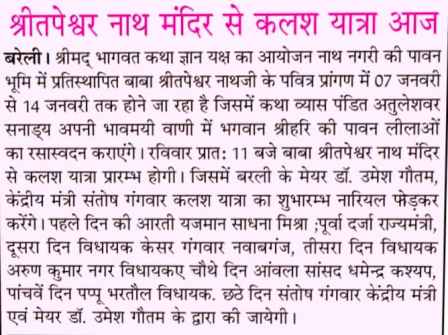 श्रीतपेश्वर नाथ मंदिर से कलश यात्रा आज
बरेली। श्रीमद् भागवत कथा ज्ञान यक्ष का आयोजन नाथ नगरी की पावन
भूमि में प्रतिस्थापित बाबा श्रीतपेश्वर नाथजी के पवित्र प्रांगण में 07 जनवरी
से 14 जनवरी तक होने जा रहा है जिसमें कथा व्यास पंडित अतुलेशवर
सनाड्य अपनी भावमयी वाणी में भगवान श्रीहरि की पावन लीलाओं
का रसास्वदन कराएंगे। रविवार प्रात: 11 बजे बाबा श्रीतपेश्वर नाथ मंदिर
से कलश यात्रा प्रारम्भ होगी। जिसमें बरली के मेयर डॉ. उमेश गौतम,
केंद्रीय मंत्री संतोष गंगवार कलश यात्रा का शुभारम्भ नारियल फोड़कर
करेंगे। पहले दिन की आरती यजमान साधना मिश्रा ;पूर्वा दर्जा राज्यमंत्री,
दूसरा दिन विधायक केसर गंगवार नवाबगंज, तीसरा दिन विधायक
अरुण कुमार नगर विधायकए चौथे दिन आंवला सांसद धमेन्द्र कश्यप,
पांचवें दिन पप्पू भरतौल विधायक. छठे दिन संतोष गंगवार केंद्रीय मंत्री
एवं मेयर डॉ. उमेश गौतम के द्वारा की जायेगी।